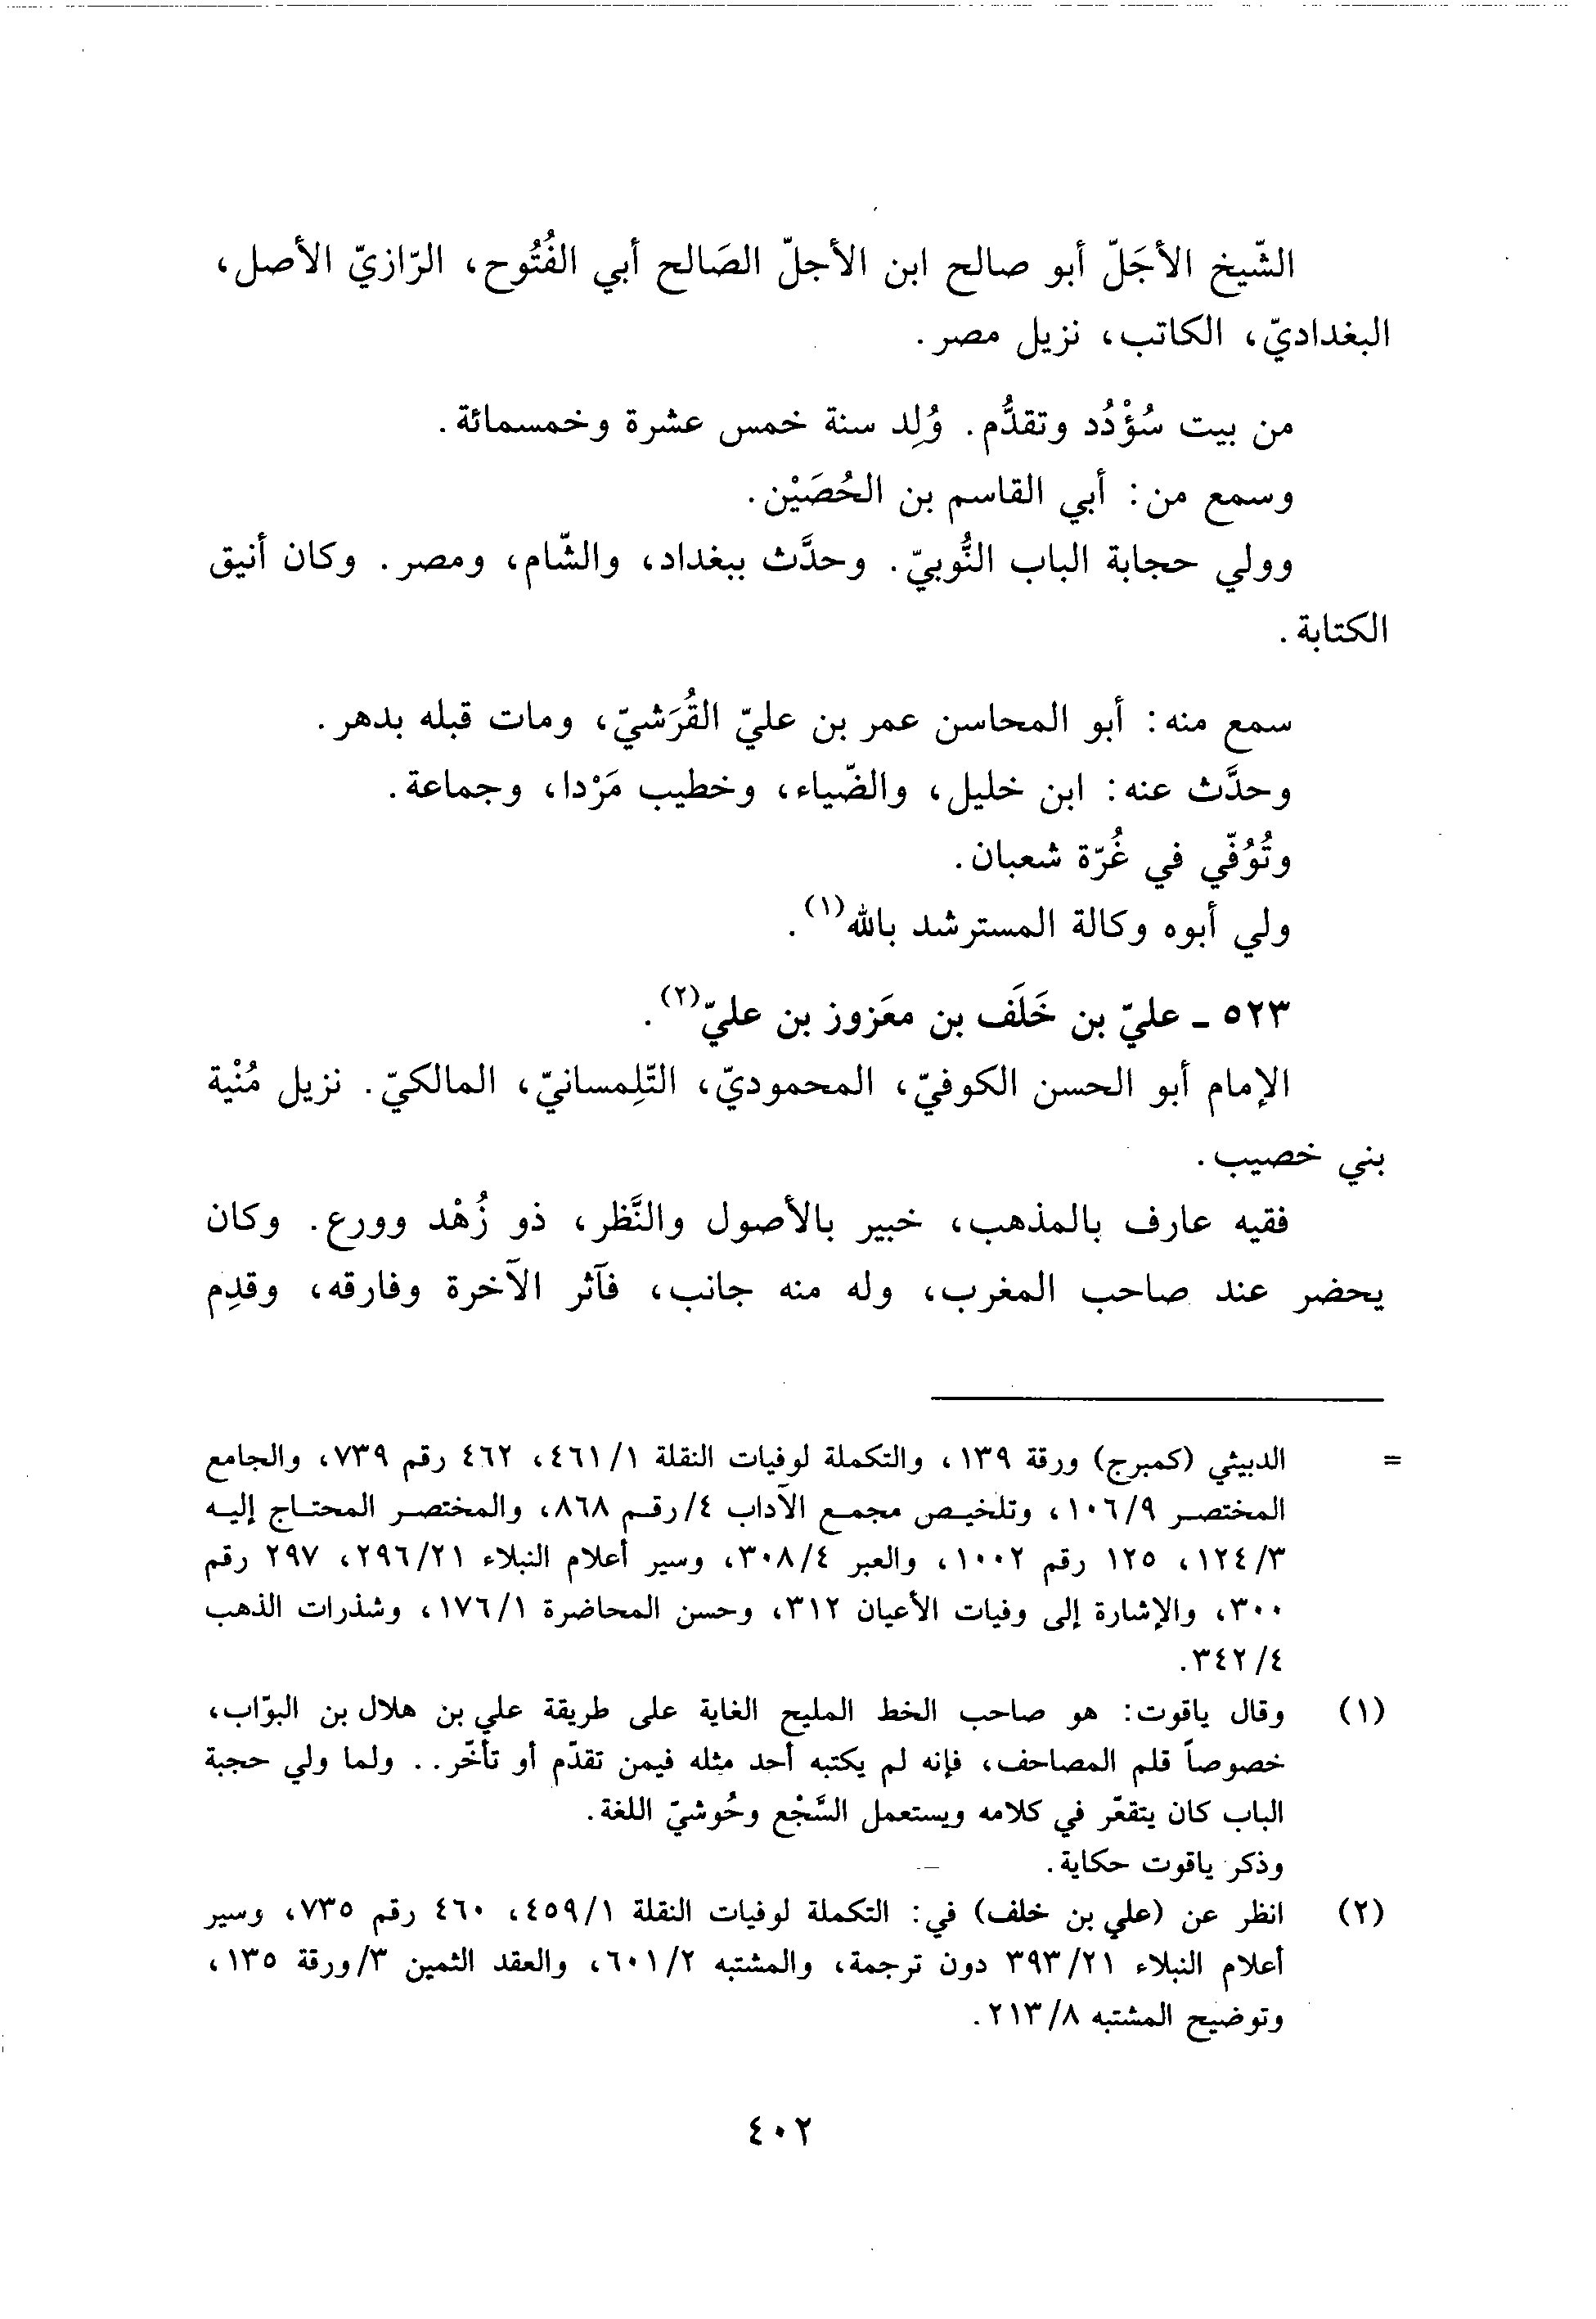 الشّيخ الأجَلّ أبو صالح ابن الأجلّ الصَالح أبي الفُتُوح، الرّازيّ الأصل،
البغداديّ، الكاتب، نزيل مصر.
من بيت سُؤْدُد وتقدُّم. وُلِد سنة خمس عشرة وخمسمائة.
وسمع من: أبي القاسم بن الحُصَيْن.
وولي حجابة الباب النُّوبيّ. وحدَّث ببغداد، والشّام، ومصر. وكان أنيق
الكتابة.
سمع منه: أبو المحاسن عمر بن عليّ القُرَشيّ، ومات قبله بدهر.
وحدَّث عنه: ابن خليل، والضّياء، وخطيب مَرْدا، وجماعة.
وتُوُفّي في غُرّة شعبان.
ولي أبوه وكالة المسترشد بالله(١).
٥٢٣ ـ عليّ بن خَلَف بن معَزوز بن عليّ(٢).
الإمام أبو الحسن الكوفيّ، المحموديّ، التّلِمسانيّ، المالكيّ. نزيل مُنْية
بني خصيب.
فقيه عارف بالمذهب، خبير بالأصول والنَّظر، ذو زُهْد وورع. وكان
يحضر عند صاحب المغرب، وله منه جانب، فآثر الآخرة وفارقه، وقدِم
= الدبيثي (كمبرج) ورقة ١٣٩، والتكملة لوفيات النقلة ٤٦١/١، ٤٦٢ رقم ٧٣٩، والجامع
المختصر ١٠٦/٩، وتلخيص مجمع الآداب ٤/رقم ٨٦٨، والمختصر المحتاج إليه
١٢٤/٣، ١٢٥ رقم ١٠٠٢، والعبر ٣٠٨/٤، وسير أعلام النبلاء ٢٩٦/٢١، ٢٩٧ رقم
٣٠٠، والإشارة إلى وفيات الأعيان ٣١٢، وحسن المحاضرة ١٧٦/١، وشذرات الذهب
٣٤٢/٤.
(١) وقال ياقوت: هو صاحب الخط المليح الغاية على طريقة علي بن هلال بن البوّاب،
خصوصاً قلم المصاحف، فإنه لم يكتبه أحد مثله فيمن تقدّم أو تأخّر.. ولما ولي حجبة
الباب كان يتقعّر في كلامه ويستعمل السَّجْع وحُوشيّ اللغة.
وذكر ياقوت حكاية.
(٢) انظر عن (علي بن خلف) في: التكملة لوفيات النقلة ٤٥٩/١، ٤٦٠ رقم ٧٣٥، وسير
أعلام النبلاء ٣٩٣/٢١ دون ترجمة، والمشتبه ٦٠١/٢، والعقد الثمين ٣/ورقة ١٣٥،
وتوضيح المشتبه ٢١٣/٨.
٤٠٢